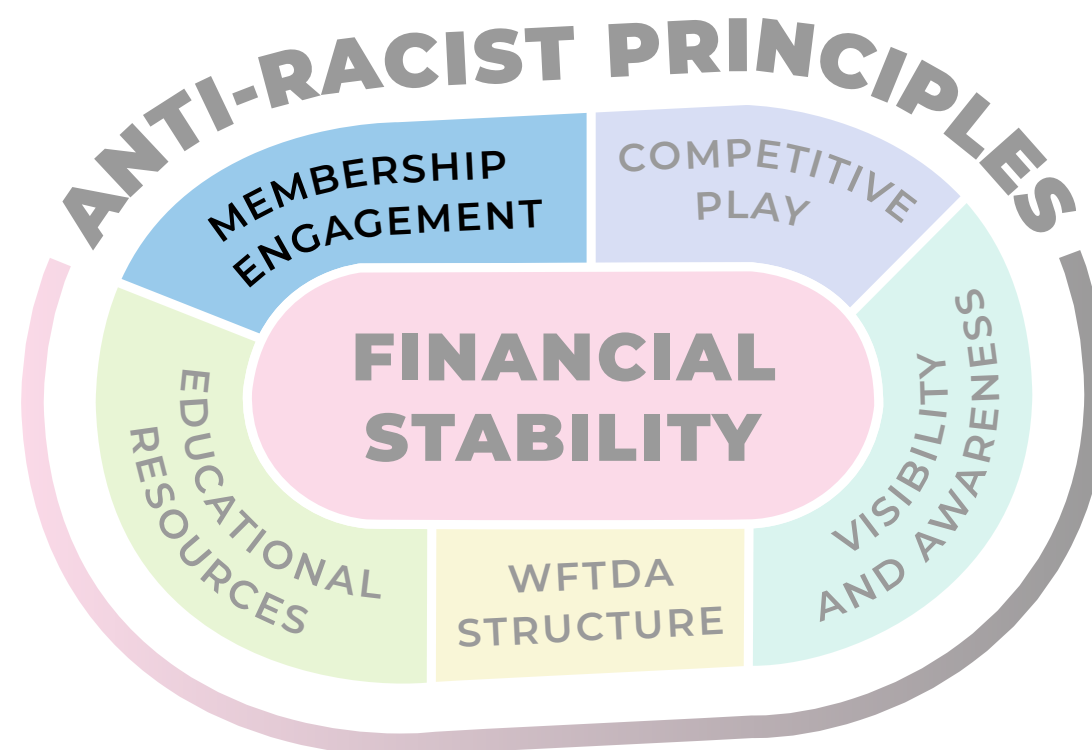 ANTI-RACIST PRINCIPLES
MEMBERSHIP
ENGAGEMENT
COMPETITIVE
PLAY
FINANCIAL
STABILITY
VISIBILITY
AND AWARENESS
EDUCATIONAL
RESOURCES
WFTDA
STRUCTURE